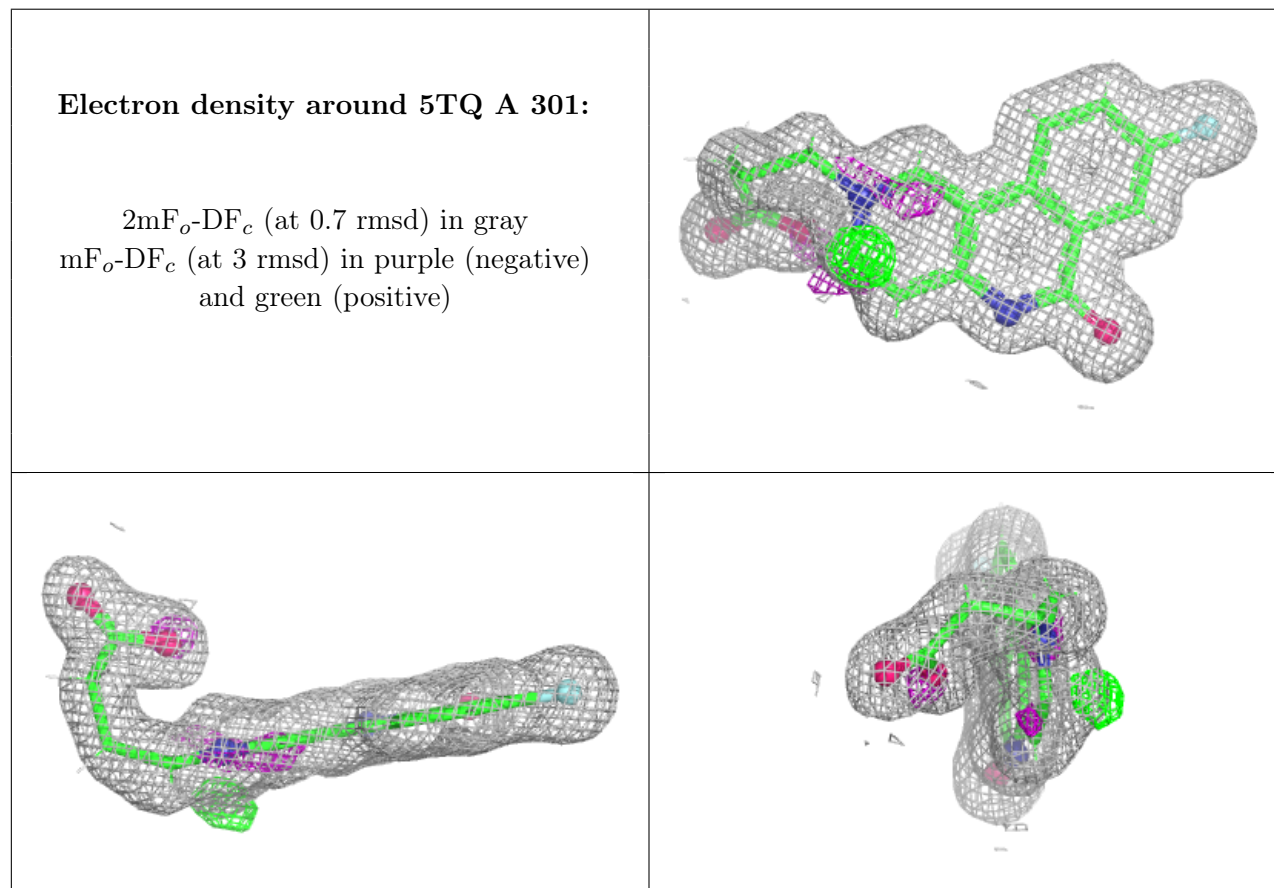 Electron density around 5TQ A 301:
2mFo-DFc (at 0.7 rmsd) in gray
mFo-DFc (at 3 rmsd) in purple (negative)
and green (positive)